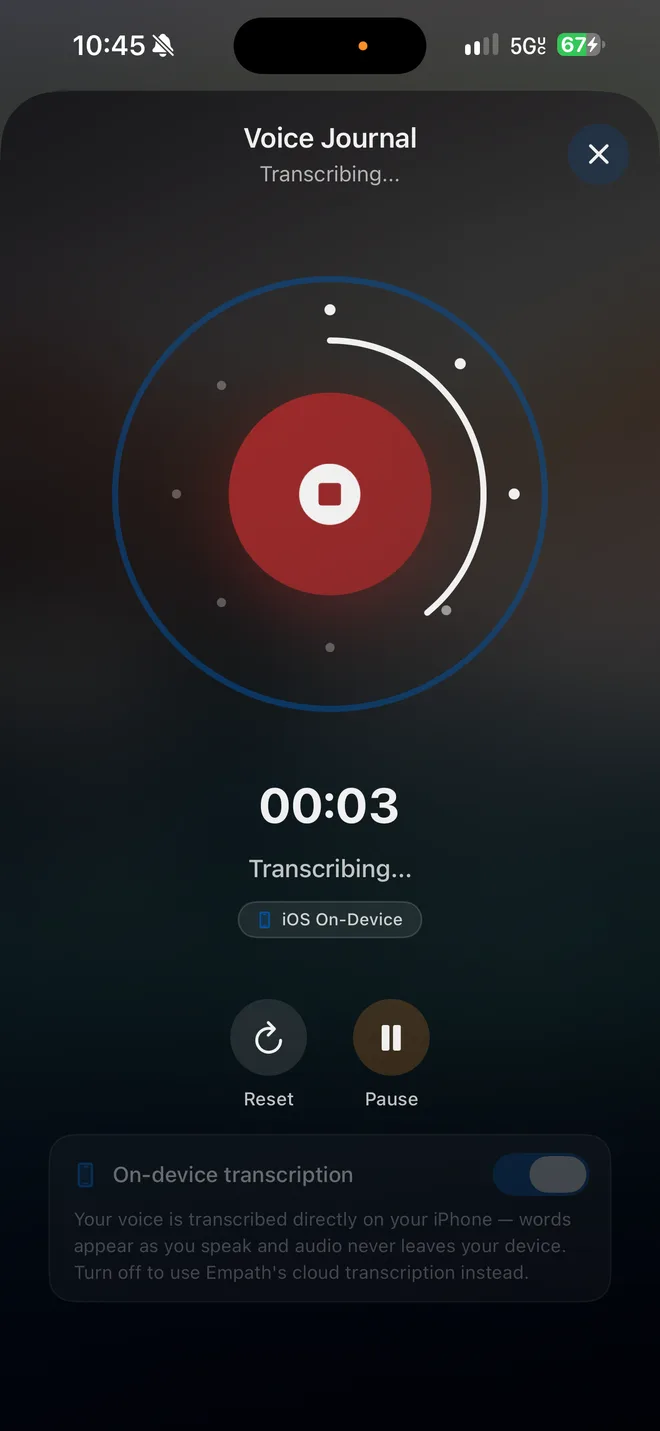 10:45
5G UC
67
Voice Journal
Transcribing...
00:03
Transcribing...
iOS On-Device
Reset
Pause
On-device transcription
Your voice is transcribed directly on your iPhone — words
appear as you speak and audio never leaves your device.
Turn off to use Empath's cloud transcription instead.